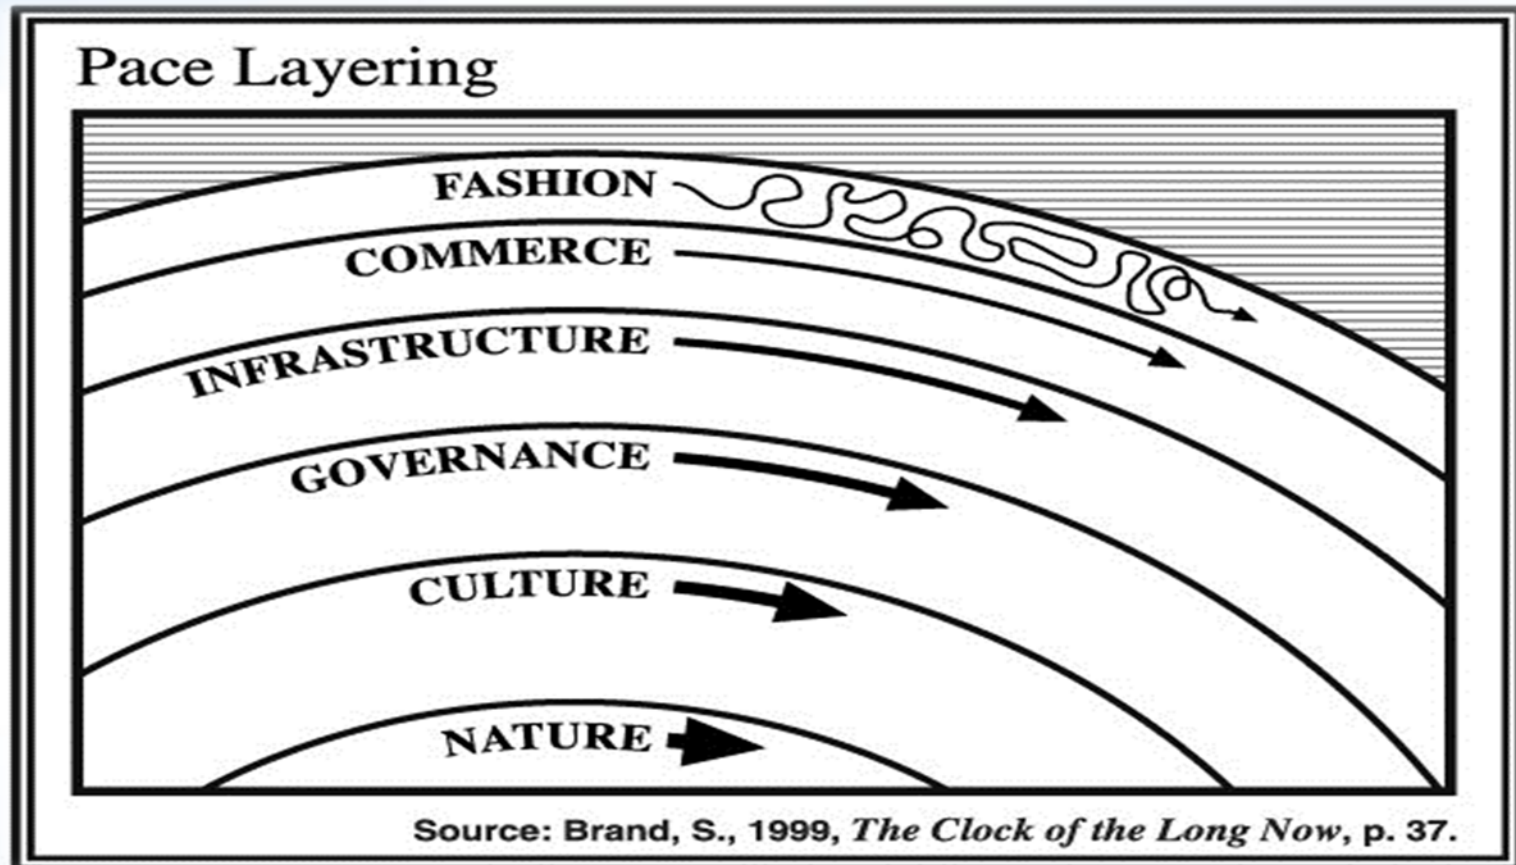 Pace Layering
FASHION
COMMERCE
INFRASTRUCTURE
GOVERNANCE
CULTURE
NATURE
Source: Brand, S., 1999, The Clock of the Long Now, p. 37.